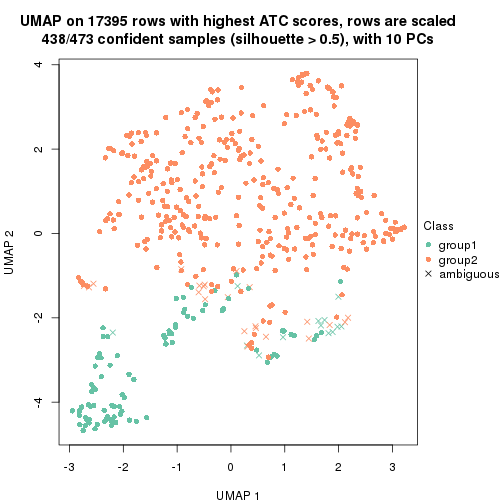 UMAP on 17395 rows with highest ATC scores, rows are scaled
438/473 confident samples (silhouette > 0.5), with 10 PCs
4
2
0
-2
-4
UMAP 2
-3
-2
-1
0
1
2
3
UMAP 1
Class
group1
group2
ambiguous